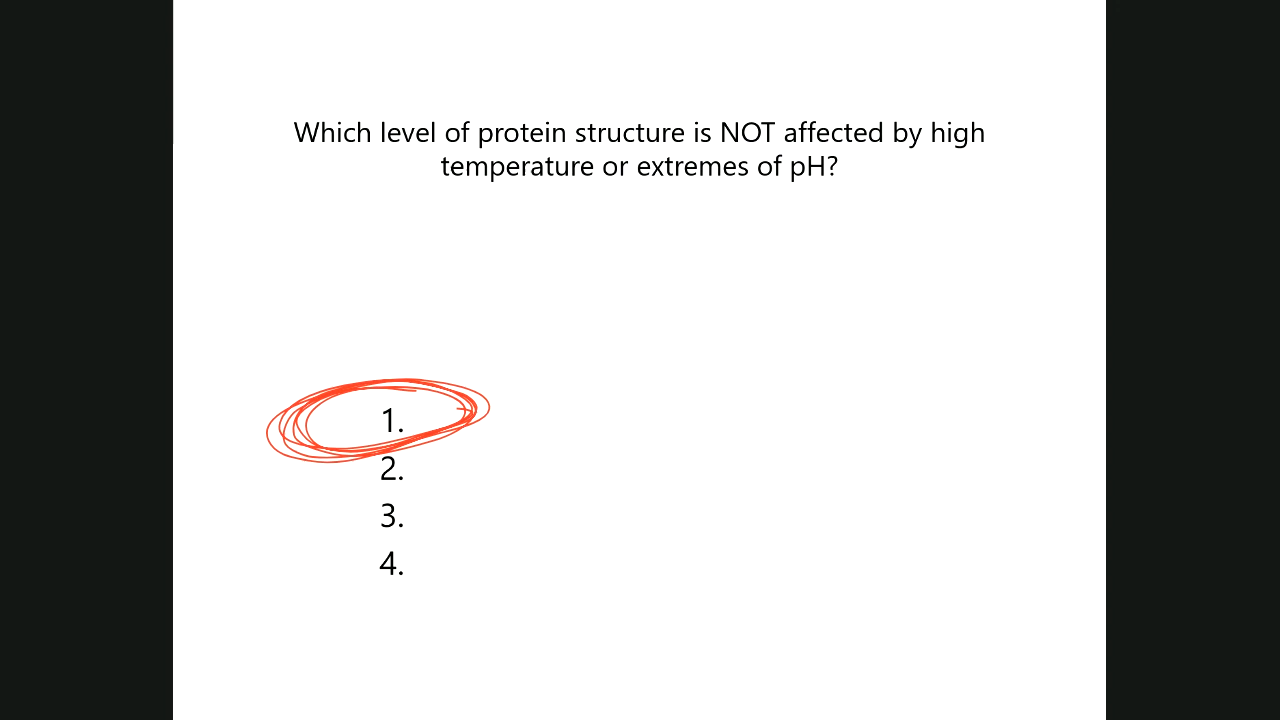 Which level of protein structure is NOT affected by high
temperature or extremes of pH?
1.
2.
3.
4.